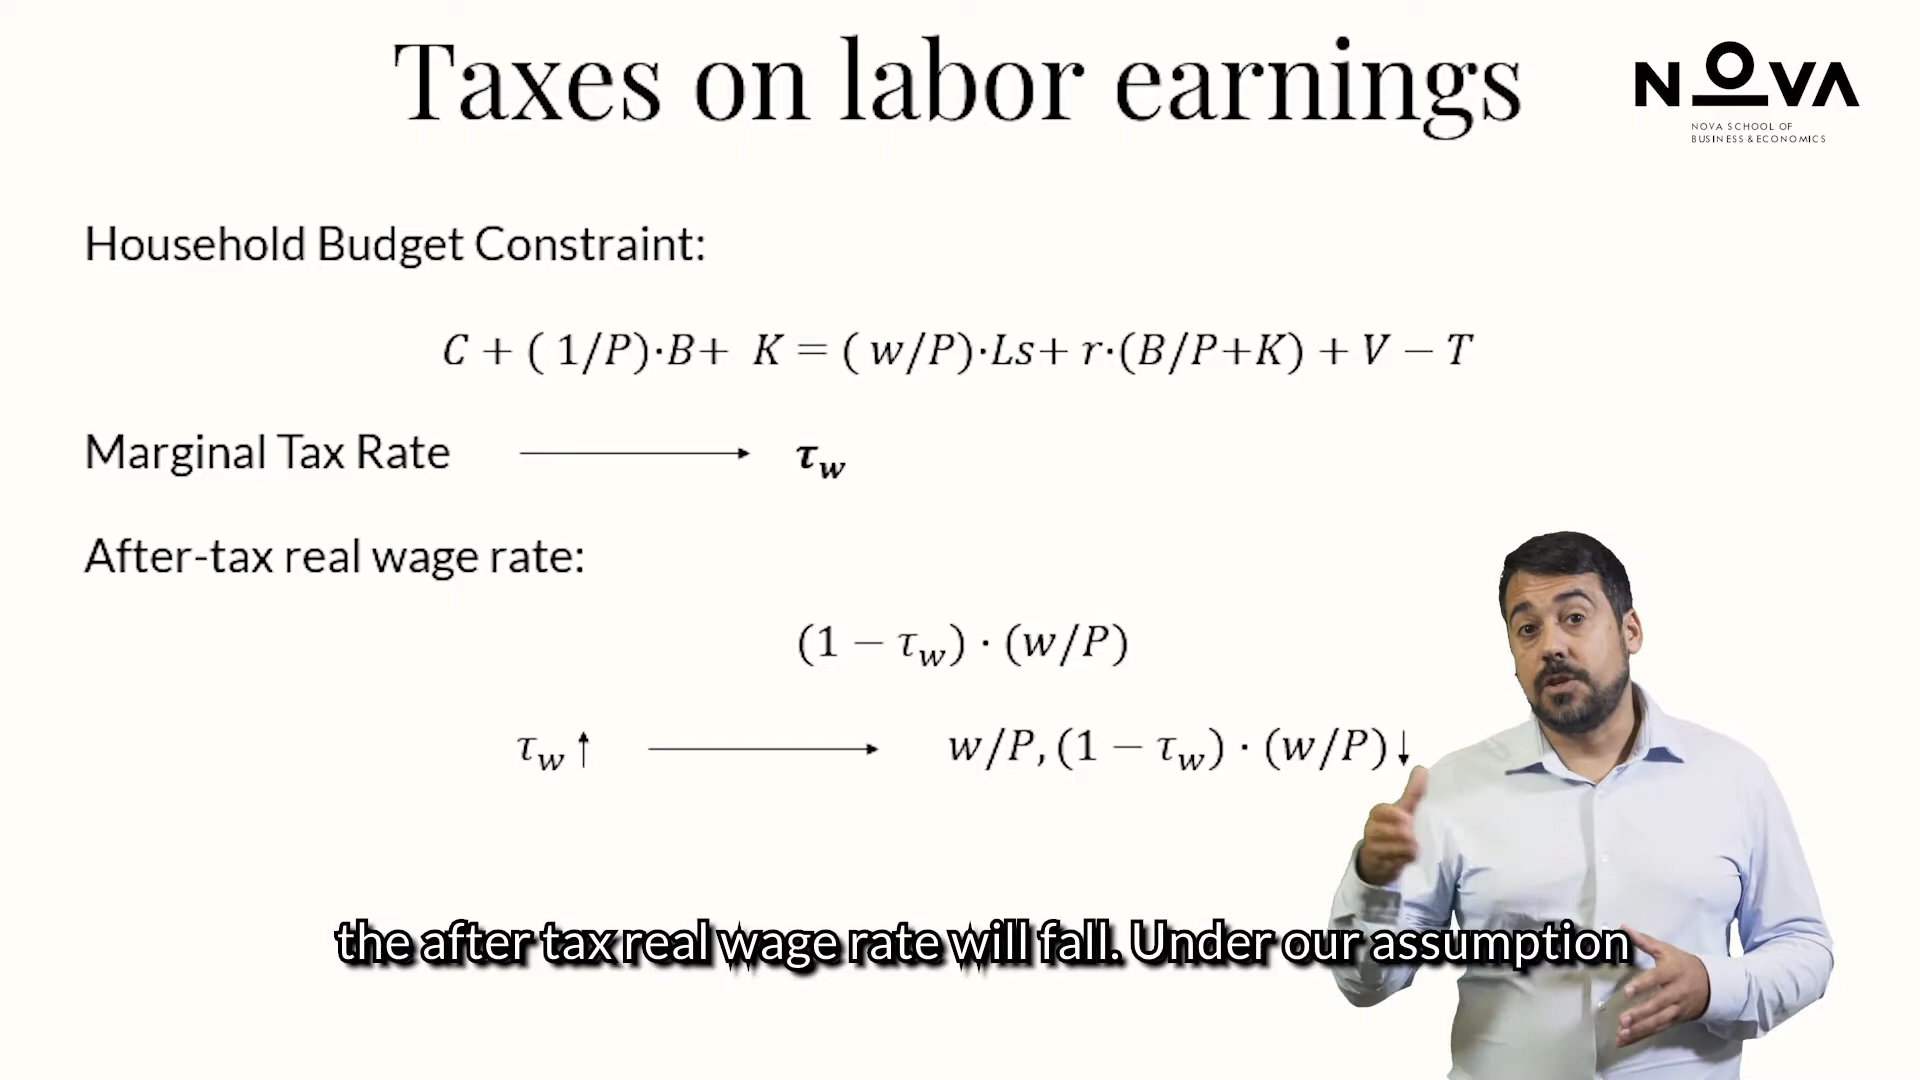 Taxes on labor earnings
NOVA
NOVA SCHOOL OF
BUSINESS & ECONOMICS
Household Budget Constraint:
C + ( 1/P)·B+ K = ( w/P)·Ls+ r·(B/P+K) + V − T
Marginal Tax Rate → τw
After-tax real wage rate:
(1 − τw) · (w/P)
τw ↑ → w/P, (1 − τw) · (w/P)↓
the after tax real wage rate will fall. Under our assumption